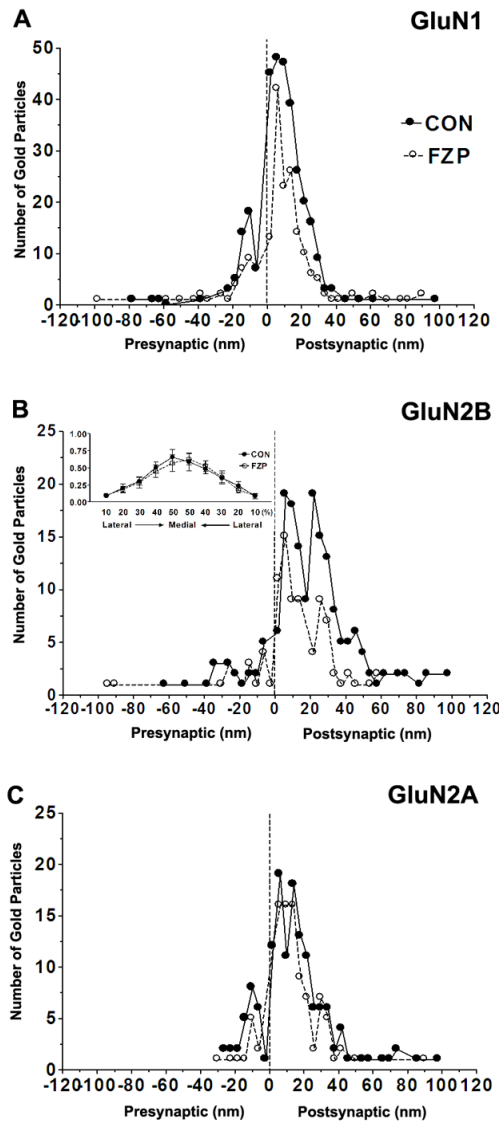 A
GluN1
Number of Gold Particles
50
40
30
20
10
0
CON
FZP
-120-100 -80 -60 -40 -20 0 20 40 60 80 100 120
Presynaptic (nm) Postsynaptic (nm)
B
GluN2B
Number of Gold Particles
25
20
15
10
5
0
1.00
0.75
0.50
0.25
0.00
CON
FZP
10 20 30 40 50 50 40 30 20 10 (%)
Lateral Medial Lateral
-120-100 -80 -60 -40 -20 0 20 40 60 80 100 120
Presynaptic (nm) Postsynaptic (nm)
C
GluN2A
Number of Gold Particles
25
20
15
10
5
0
-120-100 -80 -60 -40 -20 0 20 40 60 80 100 120
Presynaptic (nm) Postsynaptic (nm)